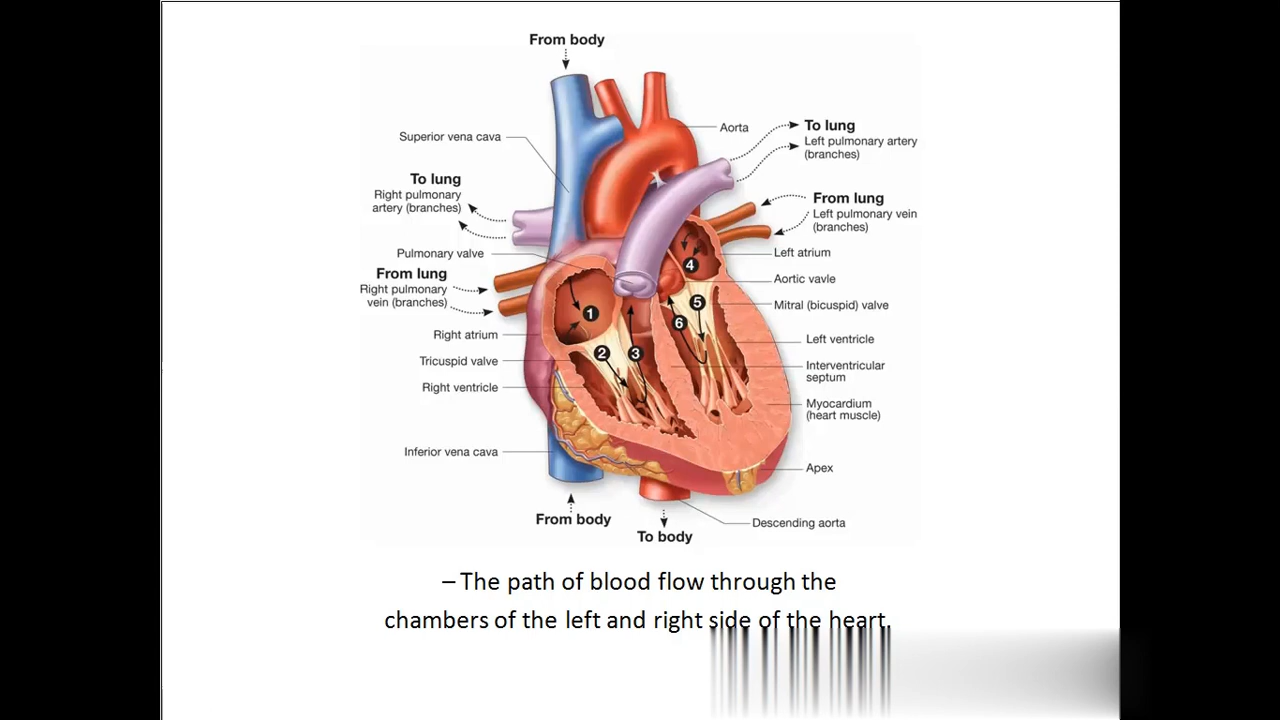 From body
Superior vena cava
Aorta
To lung
Left pulmonary artery
(branches)
To lung
Right pulmonary
artery (branches)
From lung
Left pulmonary vein
(branches)
Pulmonary valve
Left atrium
From lung
Right pulmonary
vein (branches)
Aortic vavle
Mitral (bicuspid) valve
Right atrium
Left ventricle
Tricuspid valve
Interventricular
septum
Right ventricle
Myocardium
(heart muscle)
Inferior vena cava
Apex
From body
Descending aorta
To body
1
2
3
4
5
6
– The path of blood flow through the
chambers of the left and right side of the heart.